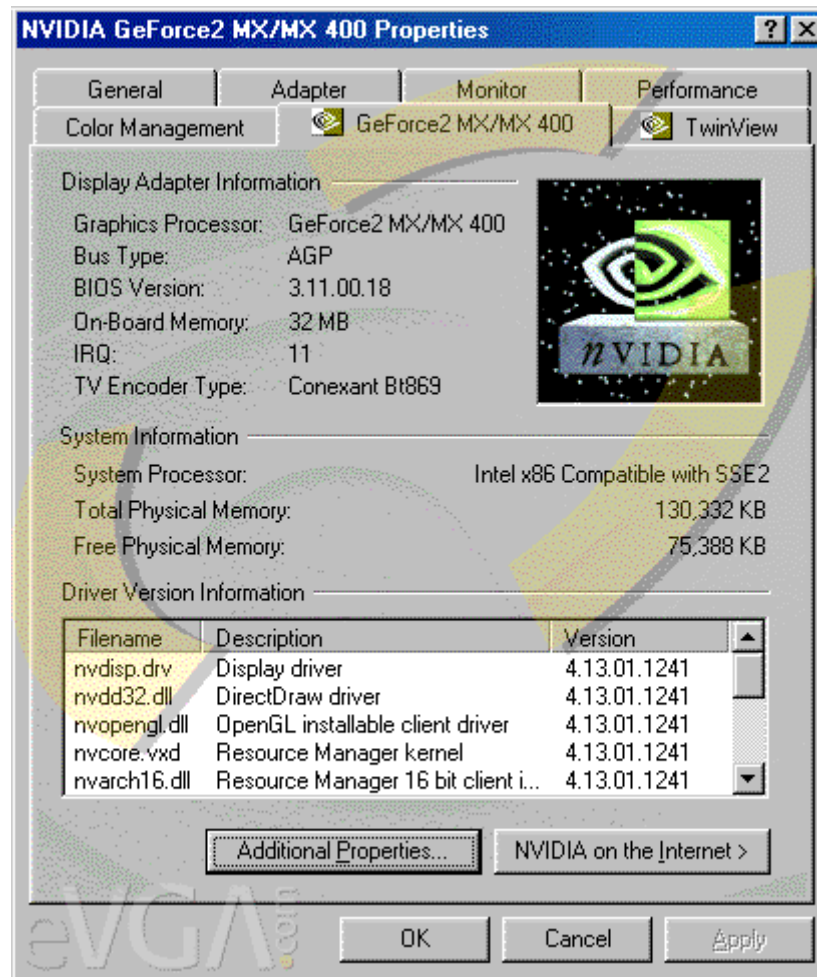 NVIDIA GeForce2 MX/MX 400 Properties
General Adapter Monitor Performance
Color Management GeForce2 MX/MX 400 TwinView
Display Adapter Information
Graphics Processor: GeForce2 MX/MX 400
Bus Type: AGP
BIOS Version: 3.11.00.18
On-Board Memory: 32 MB
IRQ: 11
TV Encoder Type: Conexant Bt869
nVIDIA
System Information
System Processor: Intel x86 Compatible with SSE2
Total Physical Memory: 130,332 KB
Free Physical Memory: 75,388 KB
Driver Version Information
Filename Description Version
nvdisp.drv Display driver 4.13.01.1241
nvdd32.dll DirectDraw driver 4.13.01.1241
nvopengl.dll OpenGL installable client driver 4.13.01.1241
nvcore.vxd Resource Manager kernel 4.13.01.1241
nvarch16.dll Resource Manager 16 bit client i... 4.13.01.1241
Additional Properties... NVIDIA on the Internet >
eVGA.com
OK Cancel Apply